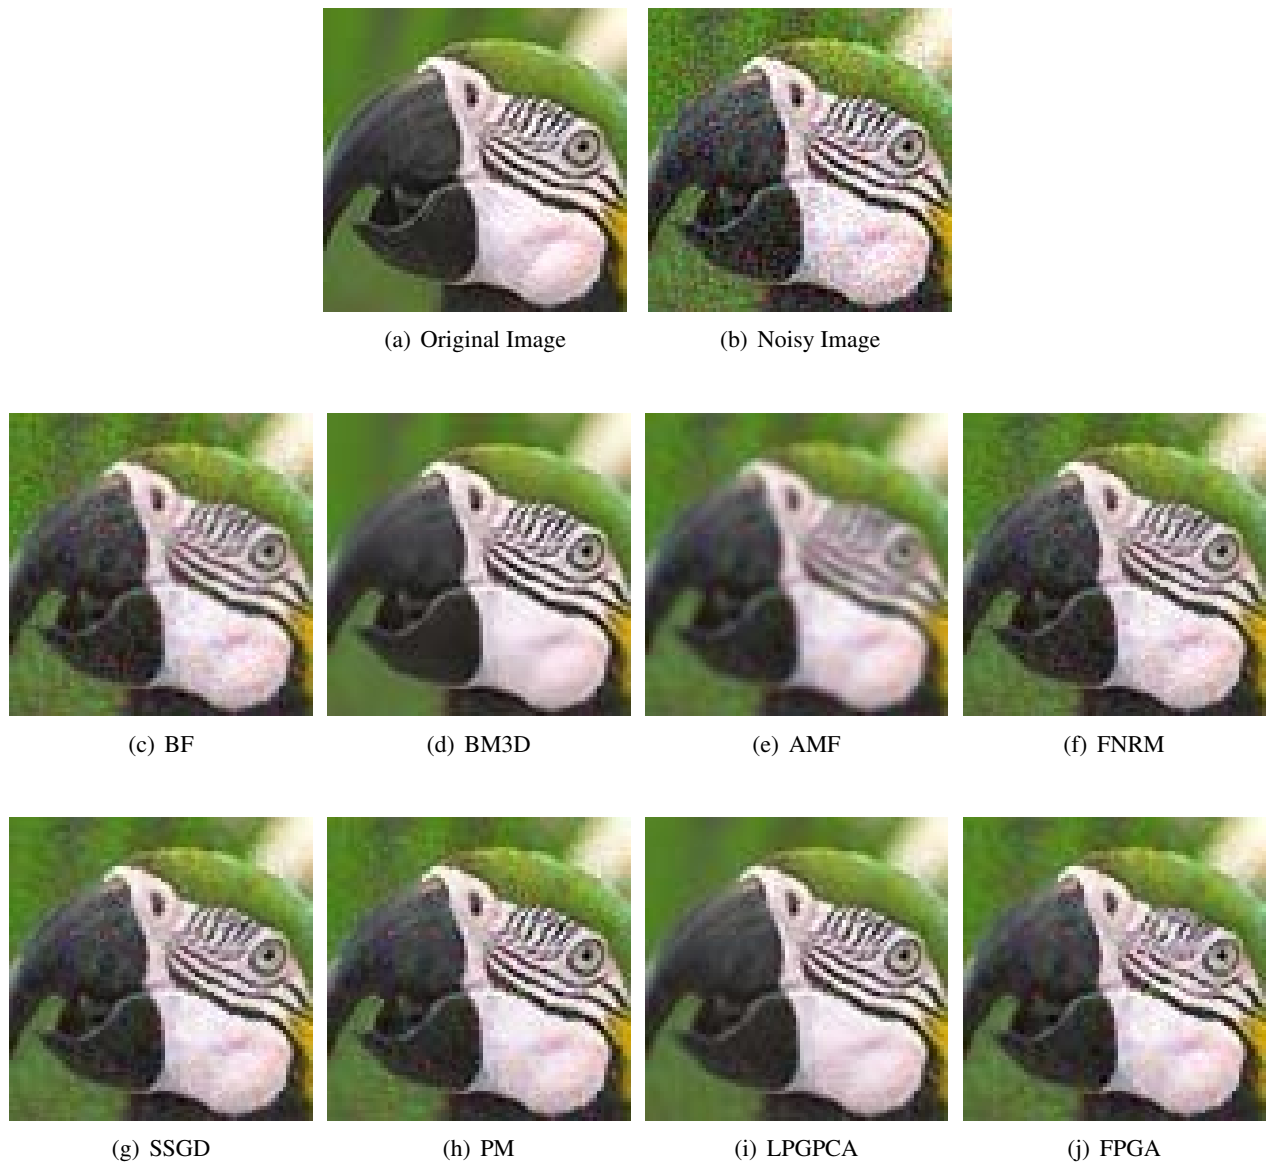 (a) Original Image
(b) Noisy Image
(c) BF
(d) BM3D
(e) AMF
(f) FNRM
(g) SSGD
(h) PM
(i) LPGPCA
(j) FPGA